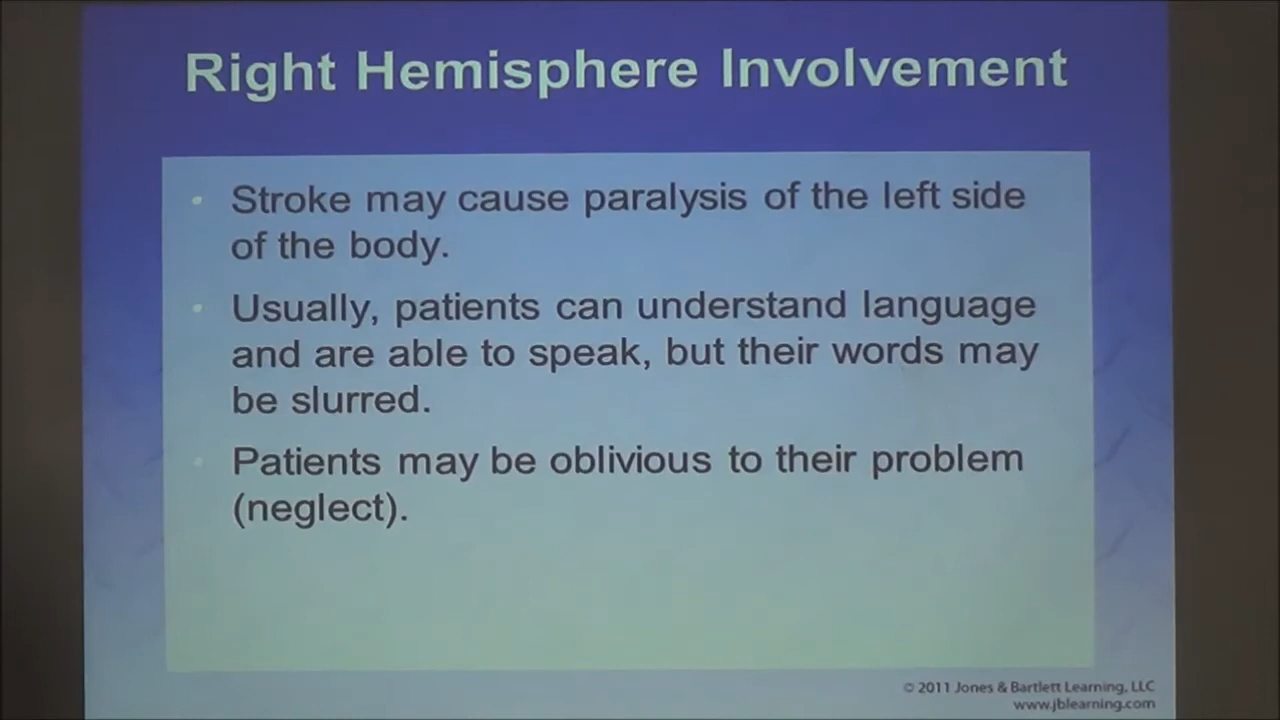 Right Hemisphere Involvement
• Stroke may cause paralysis of the left side
of the body.
• Usually, patients can understand language
and are able to speak, but their words may
be slurred.
• Patients may be oblivious to their problem
(neglect).
© 2011 Jones & Bartlett Learning, LLC
www.jblearning.com